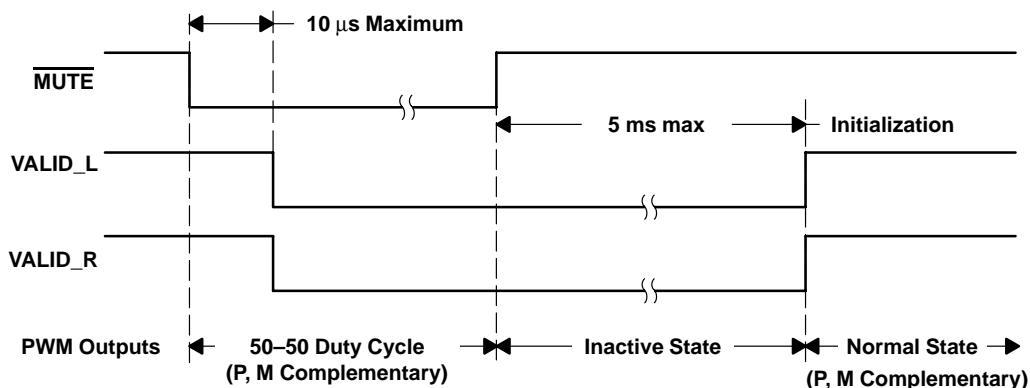 10 μs Maximum
MUTE
5 ms max
Initialization
VALID_L
VALID_R
PWM Outputs
50–50 Duty Cycle
(P, M Complementary)
Inactive State
Normal State
(P, M Complementary)